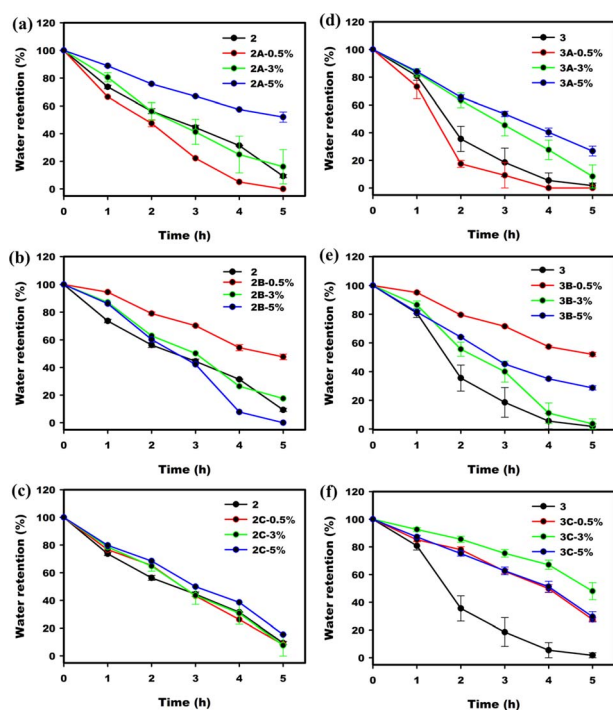 (a)
Water retention (%)
120
100
80
60
40
20
0
2
2A-0.5%
2A-3%
2A-5%
0 1 2 3 4 5
Time (h)
(d)
Water retention (%)
120
100
80
60
40
20
0
3
3A-0.5%
3A-3%
3A-5%
0 1 2 3 4 5
Time (h)
(b)
Water retention (%)
120
100
80
60
40
20
0
2
2B-0.5%
2B-3%
2B-5%
0 1 2 3 4 5
Time (h)
(e)
Water retention (%)
120
100
80
60
40
20
0
3
3B-0.5%
3B-3%
3B-5%
0 1 2 3 4 5
Time (h)
(c)
Water retention (%)
120
100
80
60
40
20
0
2
2C-0.5%
2C-3%
2C-5%
0 1 2 3 4 5
Time (h)
(f)
Water retention (%)
120
100
80
60
40
20
0
3
3C-0.5%
3C-3%
3C-5%
0 1 2 3 4 5
Time (h)